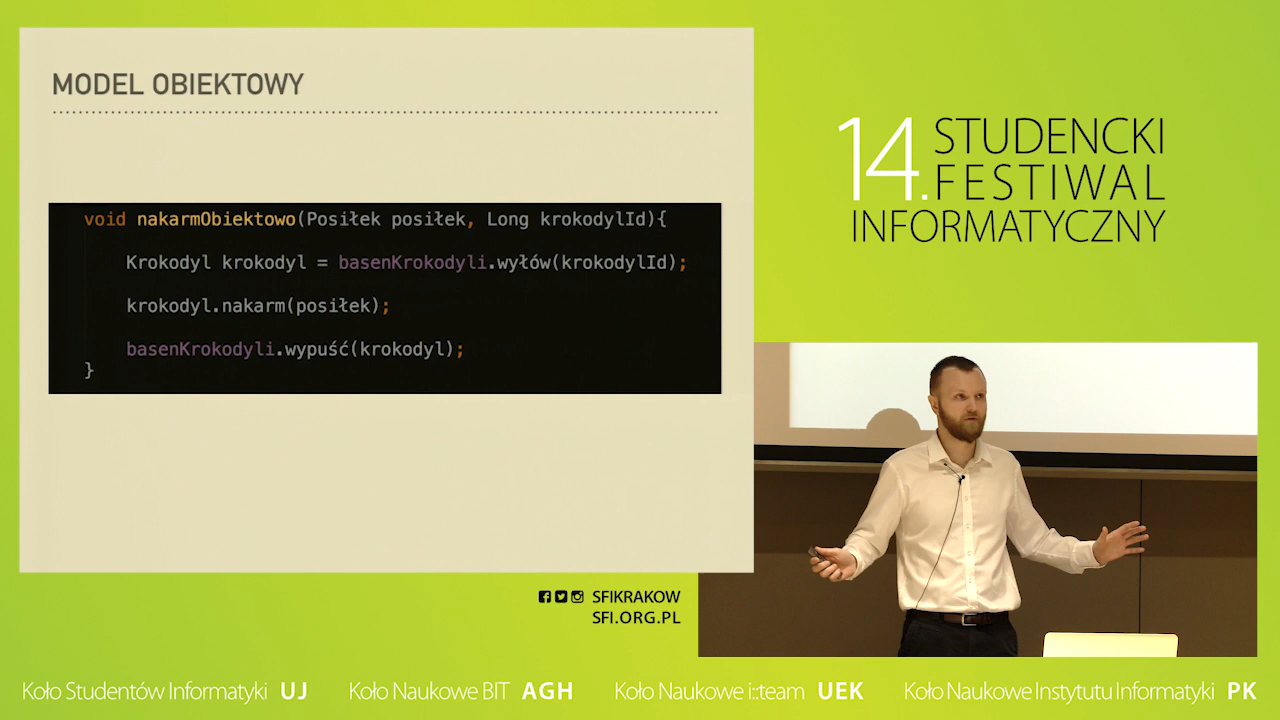 MODEL OBIEKTOWY
void nakarmObiektowo(Posiłek posiłek, Long krokodylId){
Krokodyl krokodyl = basenKrokodyli.wyłów(krokodylId);
krokodyl.nakarm(posiłek);
basenKrokodyli.wypuść(krokodyl);
}
14. STUDENCKI
FESTIWAL
INFORMATYCZNY
SFIKRAKOW
SFI.ORG.PL
Koło Studentów Informatyki UJ Koło Naukowe BIT AGH Koło Naukowe i::team UEK Koło Naukowe Instytutu Informatyki PK